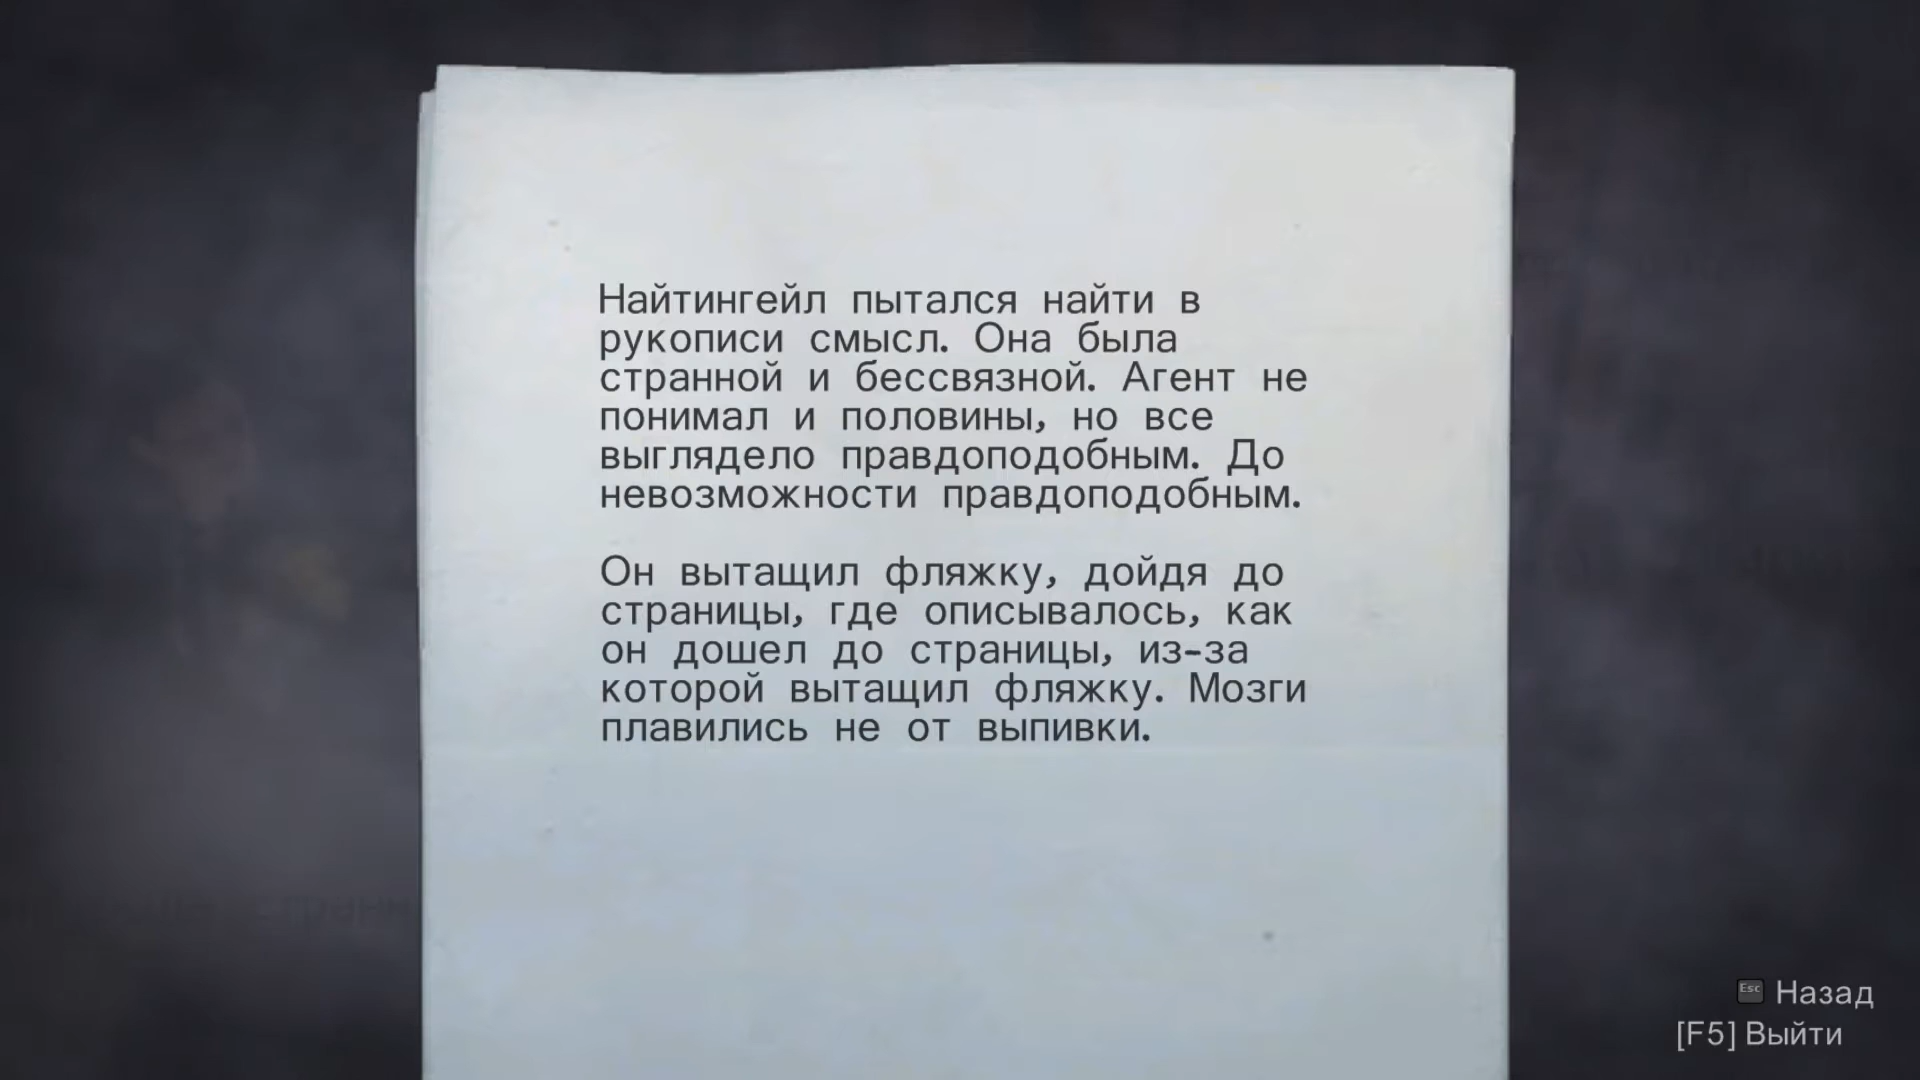 Найтингейл пытался найти в
рукописи смысл. Она была
странной и бессвязной. Агент не
понимал и половины, но все
выглядело правдоподобным. До
невозможности правдоподобным.
Он вытащил фляжку, дойдя до
страницы, где описывалось, как
он дошел до страницы, из-за
которой вытащил фляжку. Мозги
плавились не от выпивки.
Esc Назад
[F5] Выйти